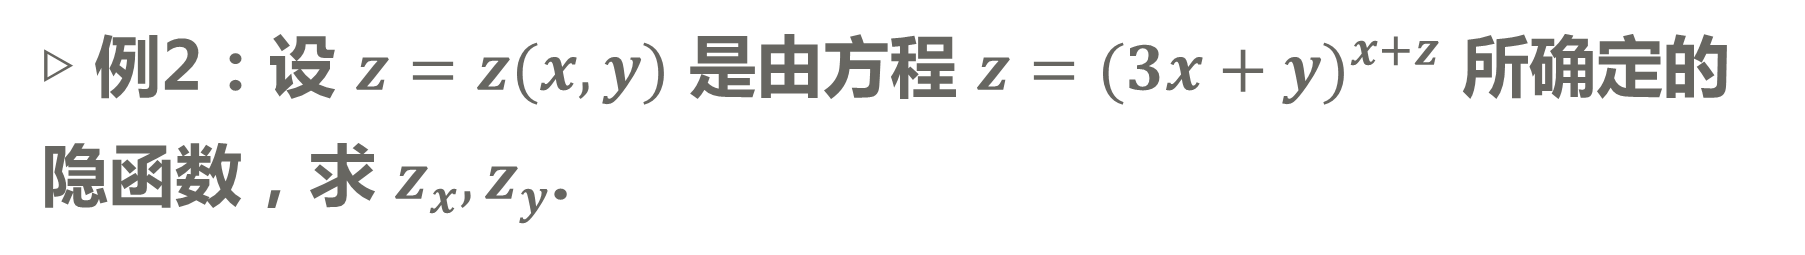 ▷ 例2：设 $z = z(x, y)$ 是由方程 $z = (3x + y)^{x+z}$ 所确定的
隐函数，求 $z_x, z_y$.